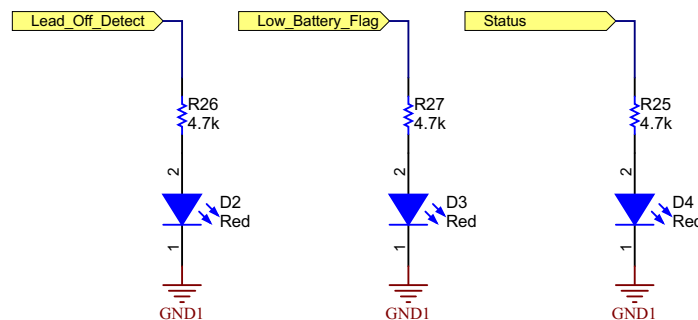 Lead_Off_Detect
Low_Battery_Flag
Status
R26
4.7k
R27
4.7k
R25
4.7k
2
2
2
D2
Red
D3
Red
D4
Red
1
1
1
GND1
GND1
GND1